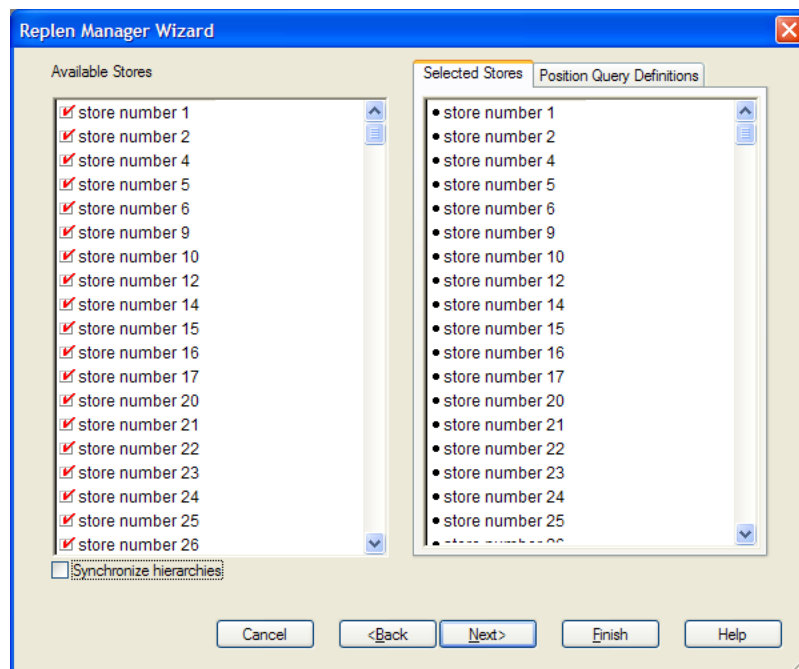 Replen Manager Wizard
Available Stores
store number 1
store number 2
store number 4
store number 5
store number 6
store number 9
store number 10
store number 12
store number 14
store number 15
store number 16
store number 17
store number 20
store number 21
store number 22
store number 23
store number 24
store number 25
store number 26
Synchronize hierarchies
Selected Stores
Position Query Definitions
store number 1
store number 2
store number 4
store number 5
store number 6
store number 9
store number 10
store number 12
store number 14
store number 15
store number 16
store number 17
store number 20
store number 21
store number 22
store number 23
store number 24
store number 25
Cancel
<Back
Next>
Finish
Help